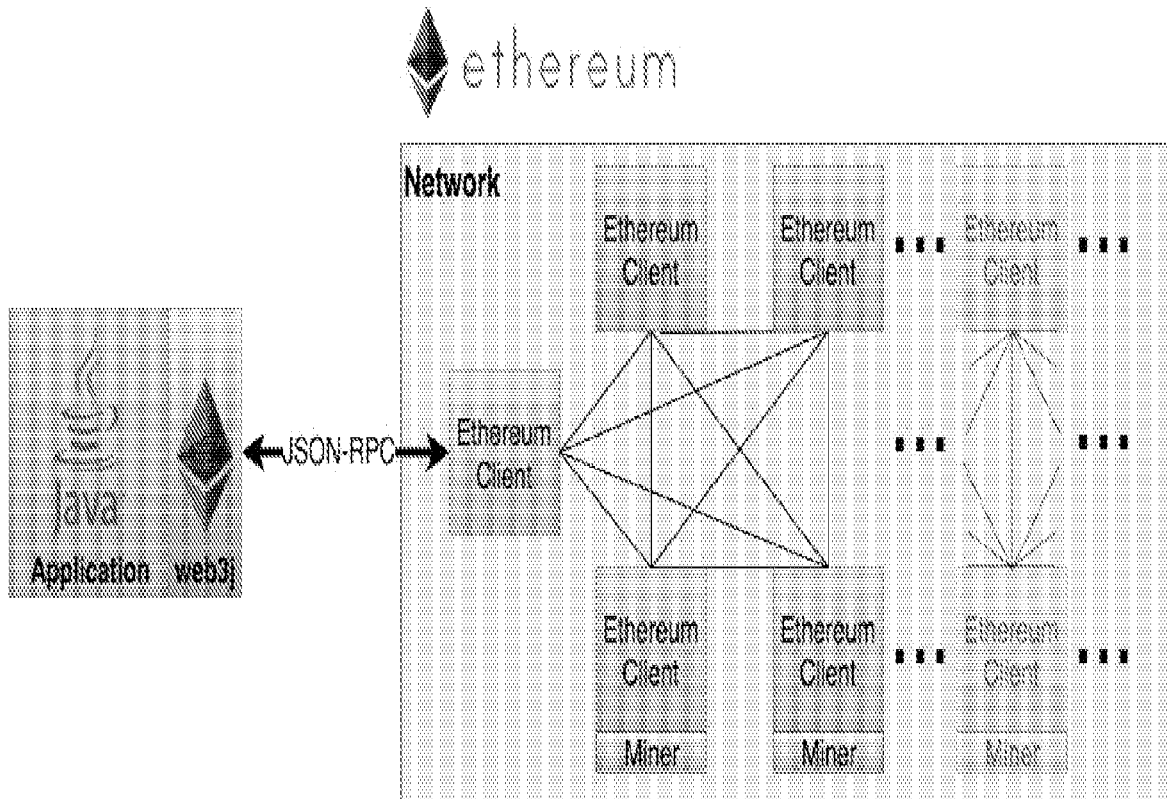 ethereum
Network
Ethereum
Client
Ethereum
Client
Ethereum
Client
Java
Application
web3j
JSON-RPC
Ethereum
Client
Ethereum
Client
Miner
Ethereum
Client
Miner
Ethereum
Client
Miner